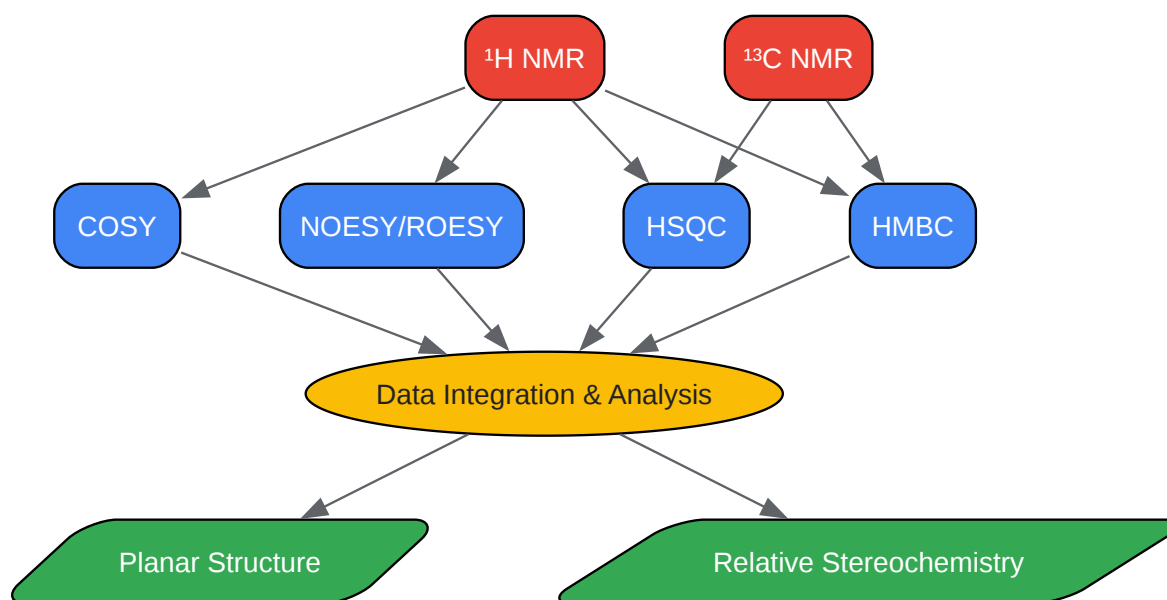 ¹H NMR
¹³C NMR
COSY
NOESY/ROESY
HSQC
HMBC
Data Integration & Analysis
Planar Structure
Relative Stereochemistry